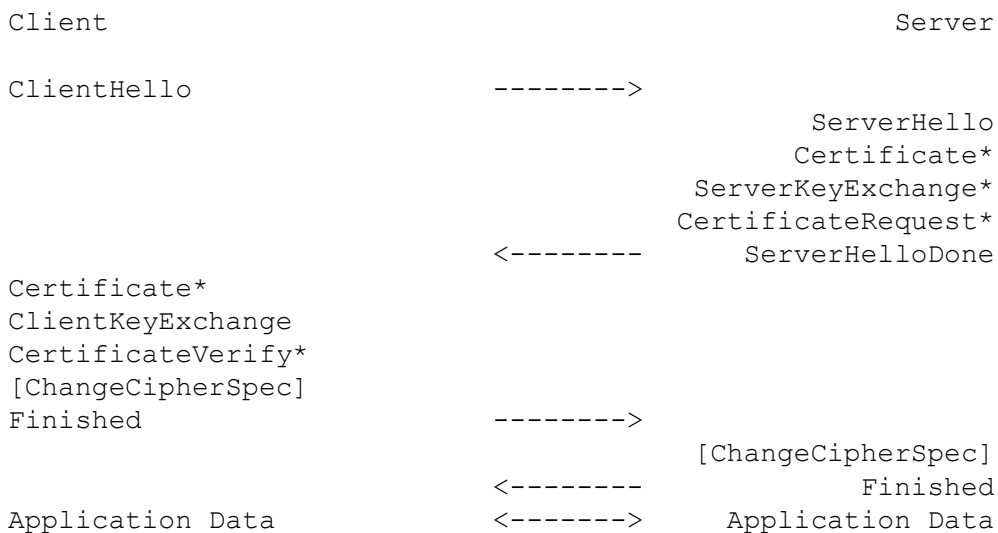 Client Server
ClientHello -------->
ServerHello
Certificate*
ServerKeyExchange*
CertificateRequest*
<-------- ServerHelloDone
Certificate*
ClientKeyExchange
CertificateVerify*
[ChangeCipherSpec]
Finished -------->
[ChangeCipherSpec]
<-------- Finished
Application Data <-------> Application Data